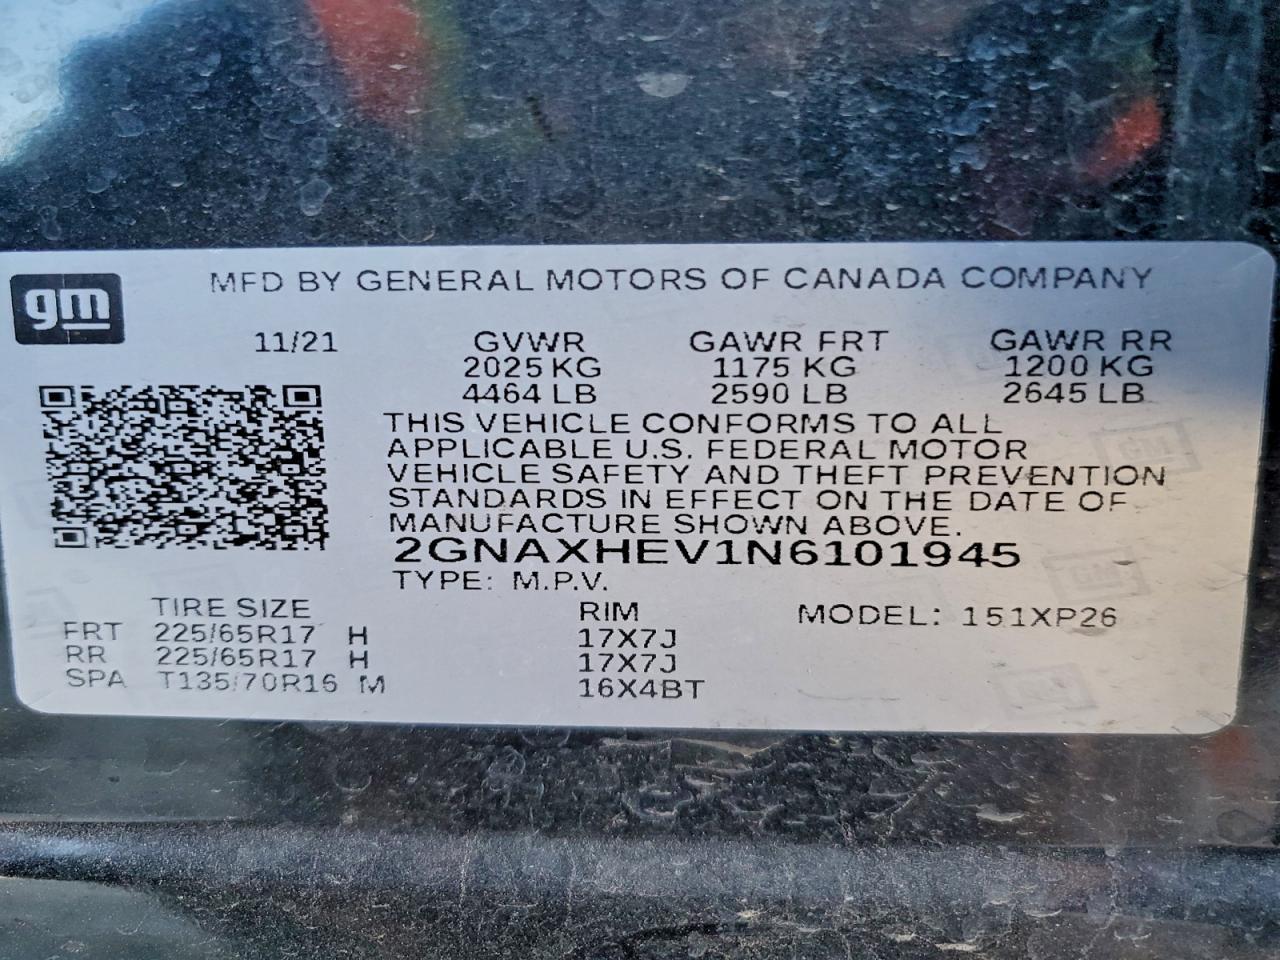 gm
MFD BY GENERAL MOTORS OF CANADA COMPANY
11/21 GVWR GAWR FRT GAWR RR
2025 KG 1175 KG 1200 KG
4464 LB 2590 LB 2645 LB
THIS VEHICLE CONFORMS TO ALL
APPLICABLE U.S. FEDERAL MOTOR
VEHICLE SAFETY AND THEFT PREVENTION
STANDARDS IN EFFECT ON THE DATE OF
MANUFACTURE SHOWN ABOVE.
2GNAXHEV1N6101945
TYPE: M.P.V.
TIRE SIZE RIM MODEL: 151XP26
FRT 225/65R17 H 17X7J
RR 225/65R17 H 17X7J
SPA T135/70R16 M 16X4BT